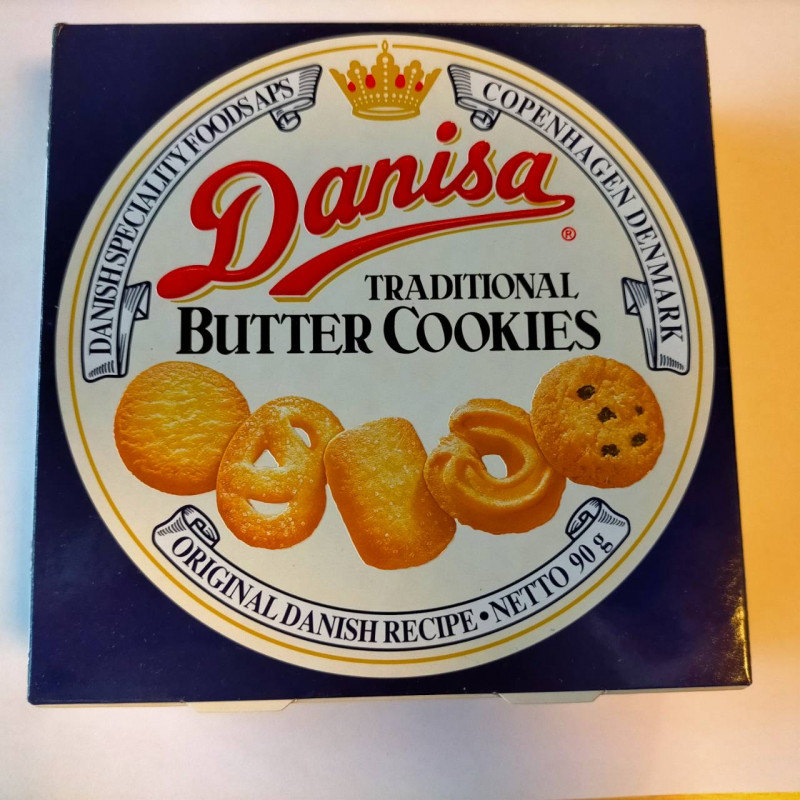 DANISH SPECIALITY FOODS APS
COPENHAGEN DENMARK
Danisa
®
TRADITIONAL
BUTTER COOKIES
ORIGINAL DANISH RECIPE • NETTO 90 g